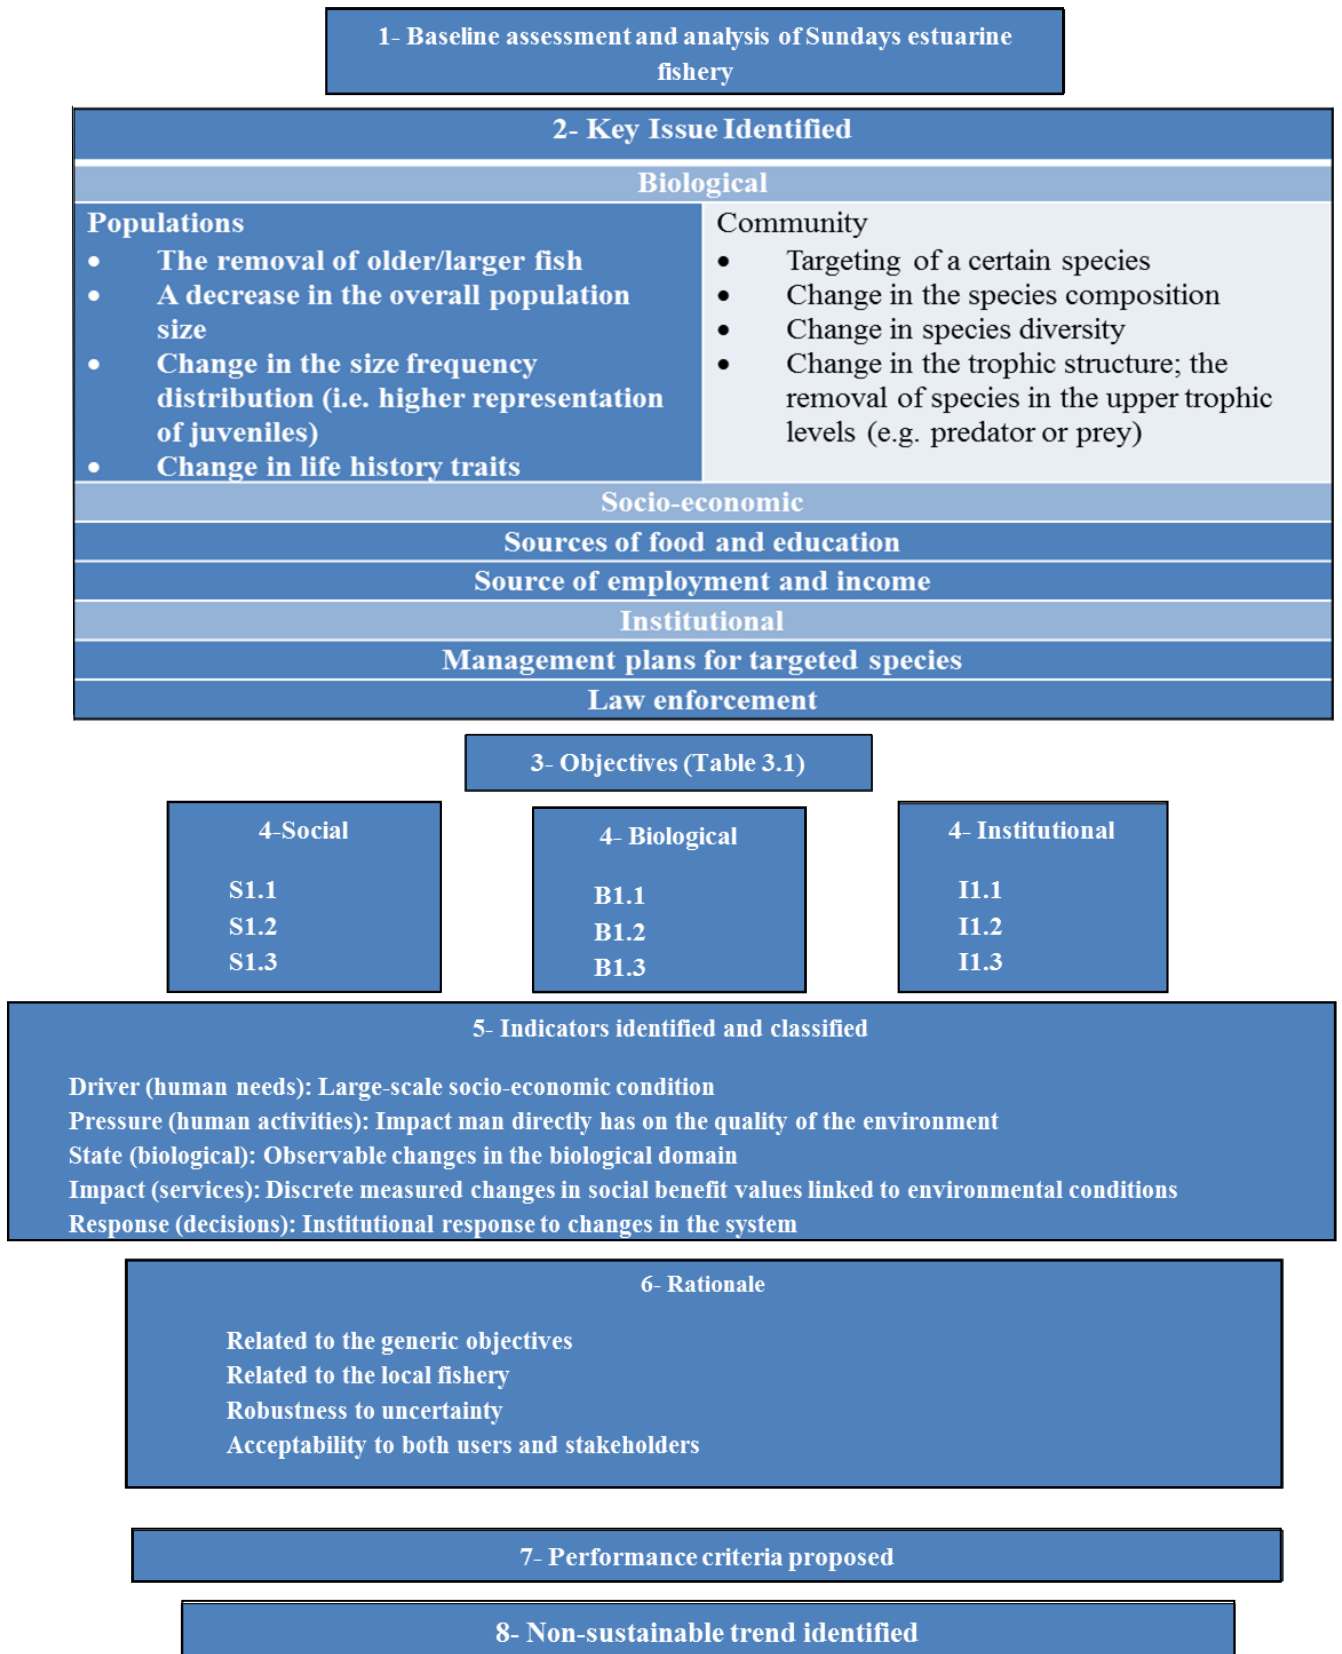 1- Baseline assessment and analysis of Sundays estuarine
fishery
2- Key Issue Identified
Biological
Populations
• The removal of older/larger fish
• A decrease in the overall population
size
• Change in the size frequency
distribution (i.e. higher representation
of juveniles)
• Change in life history traits
Community
• Targeting of a certain species
• Change in the species composition
• Change in species diversity
• Change in the trophic structure; the
removal of species in the upper trophic
levels (e.g. predator or prey)
Socio-economic
Sources of food and education
Source of employment and income
Institutional
Management plans for targeted species
Law enforcement
3- Objectives (Table 3.1)
4-Social
S1.1
S1.2
S1.3
4- Biological
B1.1
B1.2
B1.3
4- Institutional
I1.1
I1.2
I1.3
5- Indicators identified and classified
Driver (human needs): Large-scale socio-economic condition
Pressure (human activities): Impact man directly has on the quality of the environment
State (biological): Observable changes in the biological domain
Impact (services): Discrete measured changes in social benefit values linked to environmental conditions
Response (decisions): Institutional response to changes in the system
6- Rationale
Related to the generic objectives
Related to the local fishery
Robustness to uncertainty
Acceptability to both users and stakeholders
7- Performance criteria proposed
8- Non-sustainable trend identified